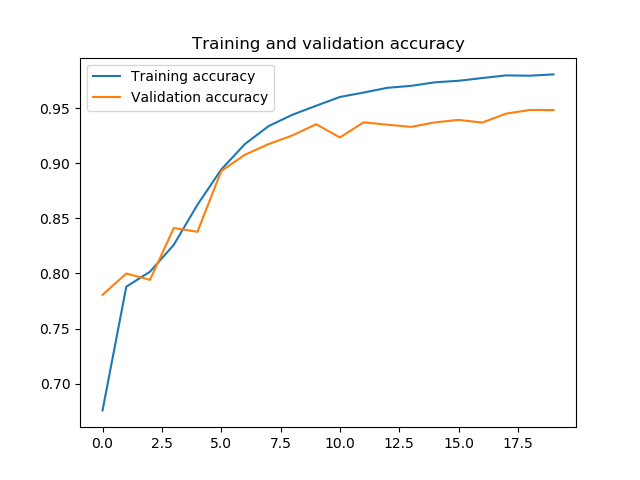 Training and validation accuracy
Training accuracy
Validation accuracy
0.95
0.90
0.85
0.80
0.75
0.70
0.0 2.5 5.0 7.5 10.0 12.5 15.0 17.5